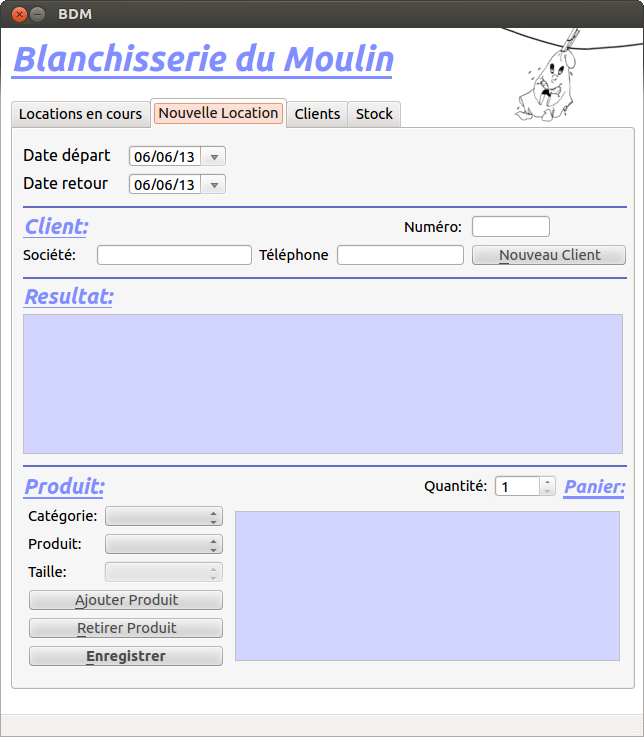 BDM
Blanchisserie du Moulin
Locations en cours Nouvelle Location Clients Stock
Date départ 06/06/13
Date retour 06/06/13
Client: Numéro:
Société: Téléphone Nouveau Client
Resultat:
Produit: Quantité: 1 Panier:
Catégorie:
Produit:
Taille:
Ajouter Produit
Retirer Produit
Enregistrer